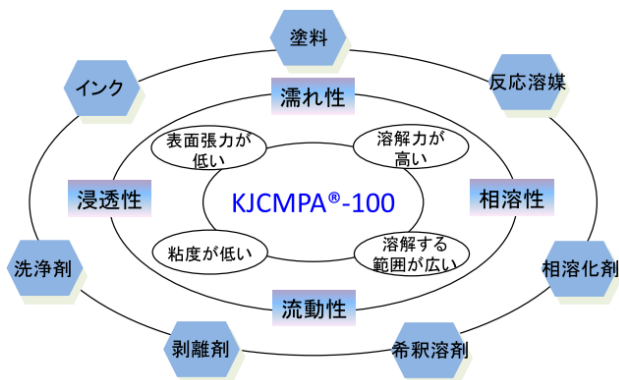 塗料
インク
反応溶媒
濡れ性
表面張力が
低い
溶解力が
高い
浸透性
KJCMPA®-100
相溶性
粘度が低い
溶解する
範囲が広い
洗浄剤
相溶化剤
流動性
剥離剤
希釈溶剤